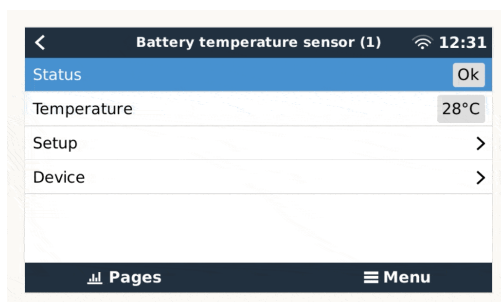 Battery temperature sensor (1) 12:31
Status Ok
Temperature 28°C
Setup
Device
Pages Menu